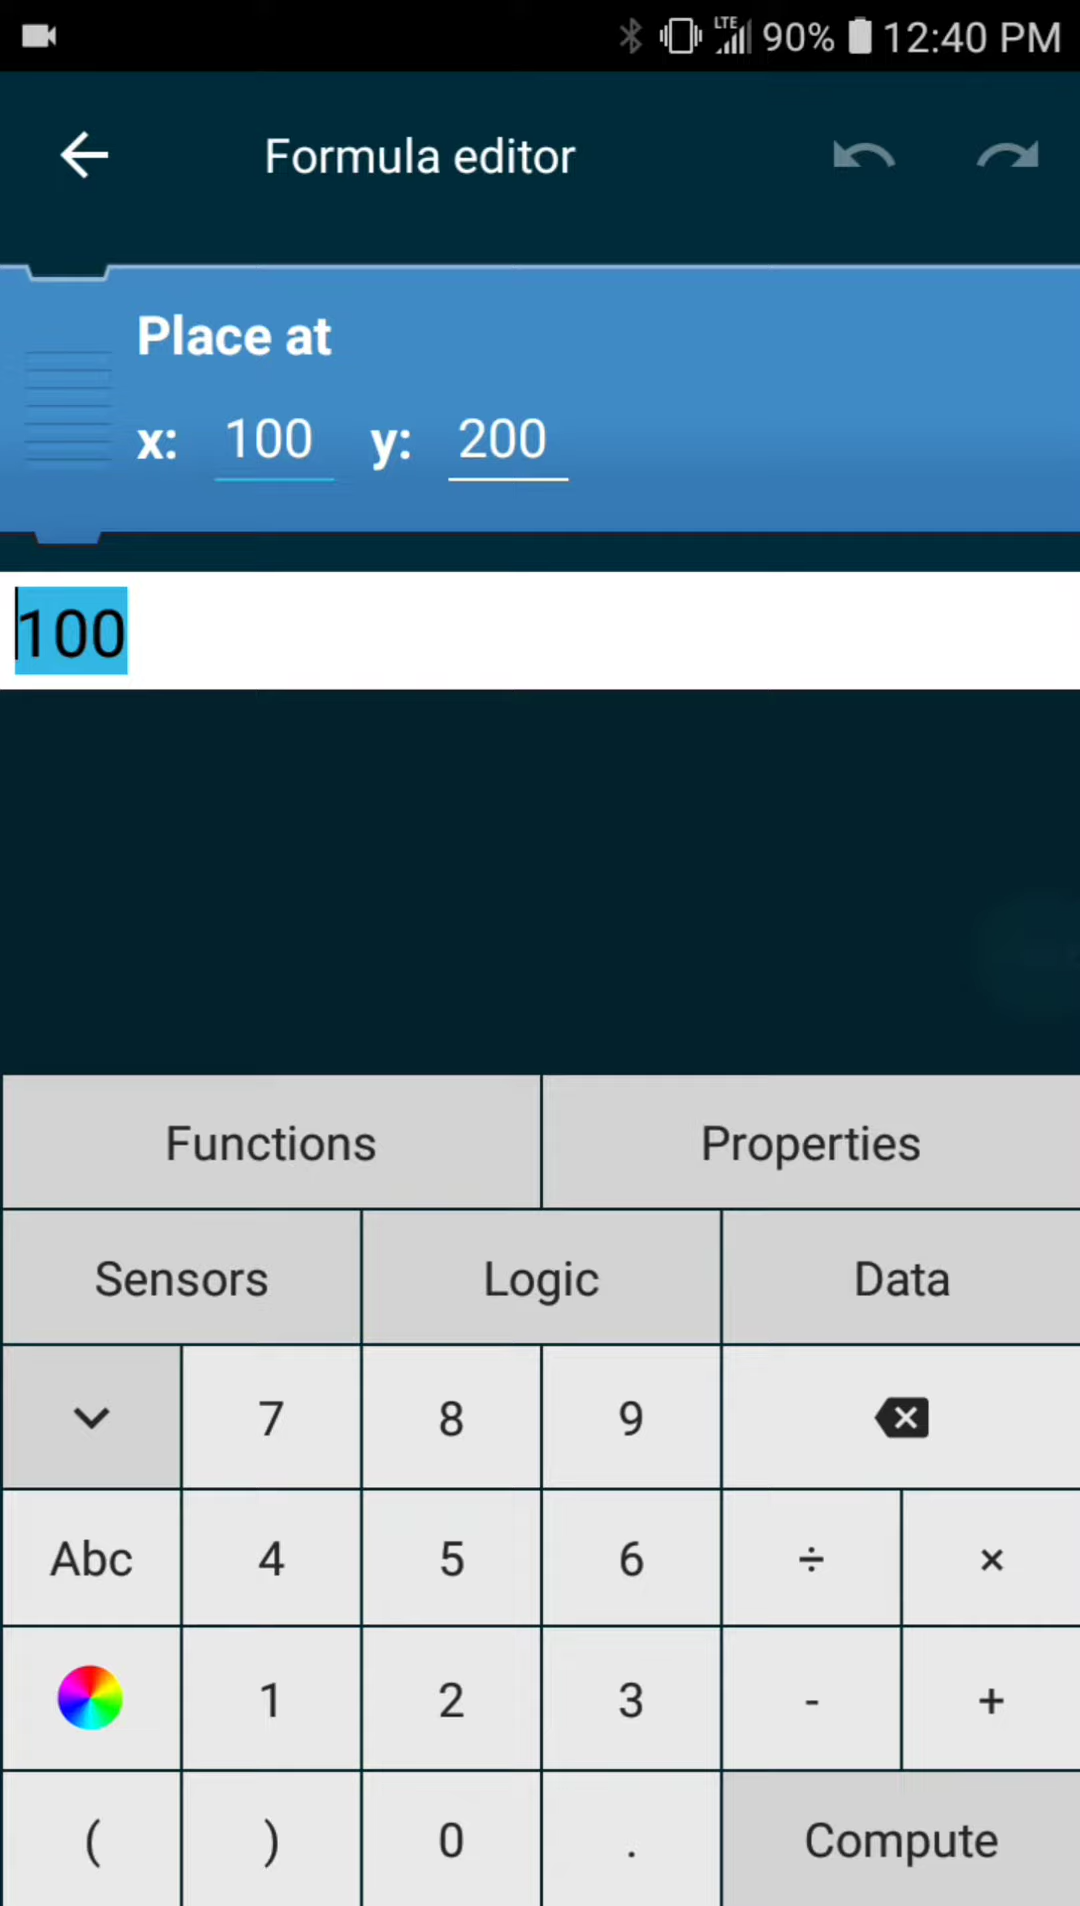 LTE 90% 12:40 PM
Formula editor
Place at
x: 100 y: 200
100
Functions Properties
Sensors Logic Data
7 8 9
Abc 4 5 6 ÷ ×
1 2 3 - +
( ) 0 . Compute